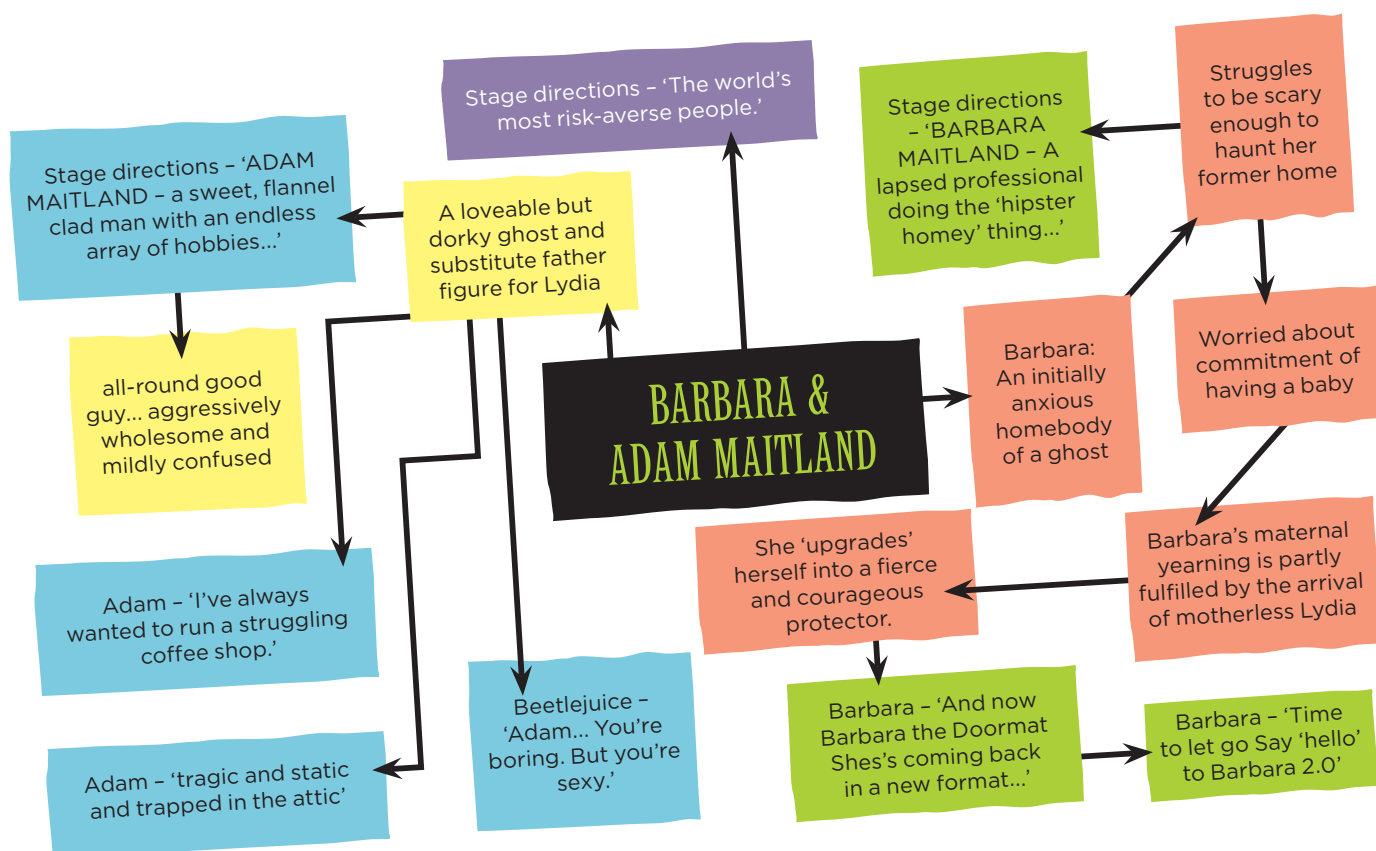 Stage directions – ‘The world’s
most risk-averse people.’
Stage directions – ‘ADAM
MAITLAND – a sweet, flannel
clad man with an endless
array of hobbies...’
A loveable but
dorky ghost and
substitute father
figure for Lydia
Stage directions
– ‘BARBARA
MAITLAND – A
lapsed professional
doing the ‘hipster
homey’ thing...’
Struggles
to be scary
enough to
haunt her
former home
all-round good
guy... aggressively
wholesome and
mildly confused
BARBARA &
ADAM MAITLAND
Barbara:
An initially
anxious
homebody
of a ghost
Worried about
commitment of
having a baby
Adam – ‘I’ve always
wanted to run a struggling
coffee shop.’
She ‘upgrades’
herself into a fierce
and courageous
protector.
Barbara’s maternal
yearning is partly
fulfilled by the arrival
of motherless Lydia
Adam – ‘tragic and static
and trapped in the attic’
Beetlejuice –
‘Adam... You’re
boring. But you’re
sexy.’
Barbara – ‘And now
Barbara the Doormat
Shes’s coming back
in a new format...’
Barbara – ‘Time
to let go Say ‘hello’
to Barbara 2.0’